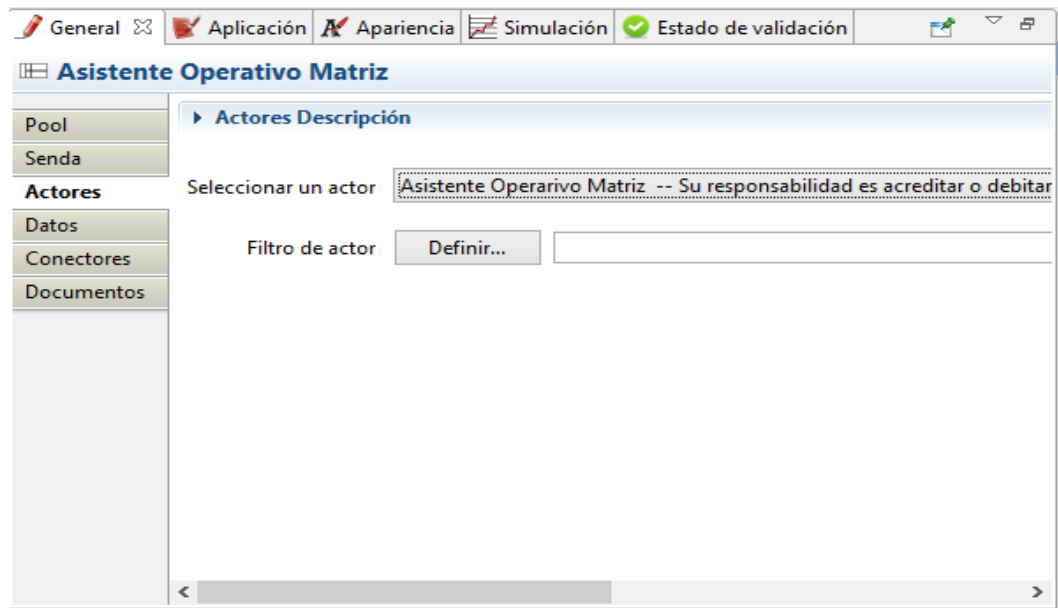 General Aplicación Apariencia Simulación Estado de validación
Asistente Operativo Matriz
Pool
Senda
Actores
Datos
Conectores
Documentos
Actores Descripción
Seleccionar un actor Asistente Operarivo Matriz -- Su responsabilidad es acreditar o debitar
Filtro de actor Definir...